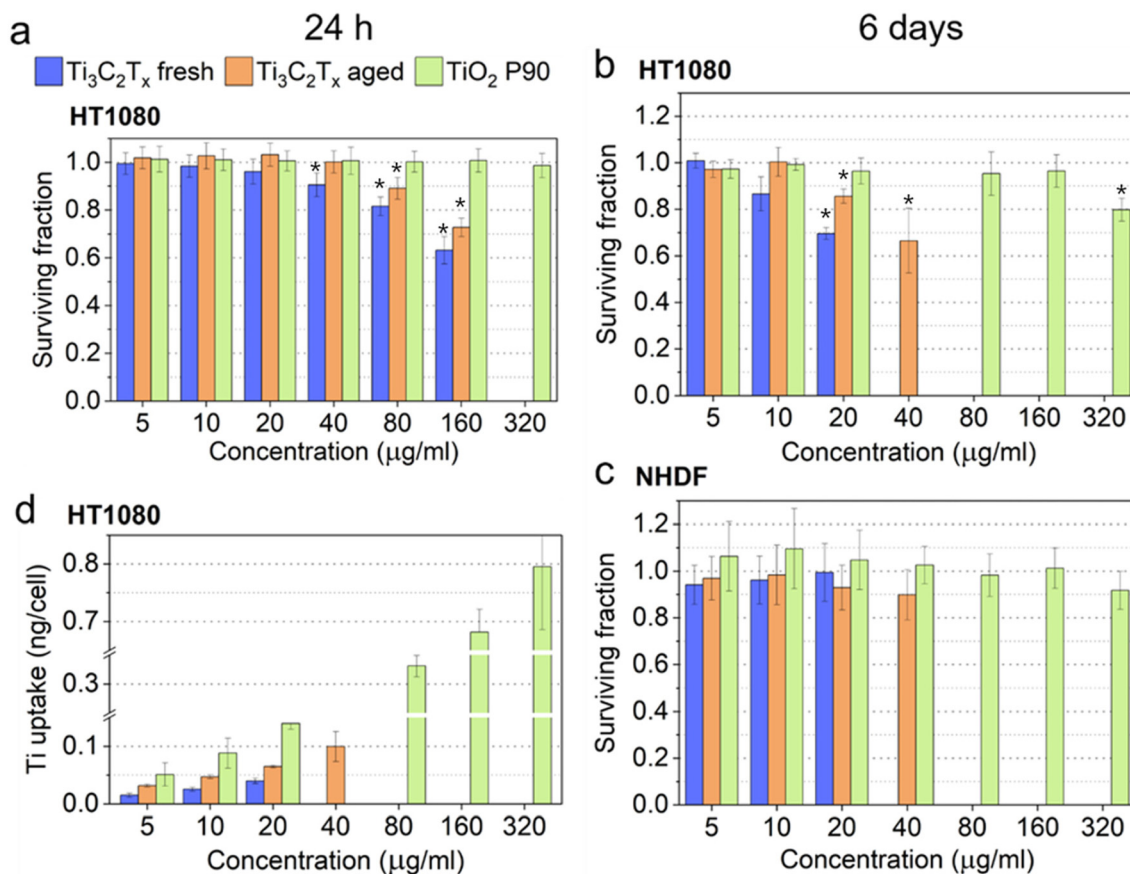 24 h
6 days
a
Ti₃C₂Tₓ fresh Ti₃C₂Tₓ aged TiO₂ P90
HT1080
Surviving fraction
1.0
0.8
0.6
0.4
0.2
0.0
* * * * *
5 10 20 40 80 160 320
Concentration (μg/ml)
b HT1080
Surviving fraction
1.2
1.0
0.8
0.6
0.4
0.2
0.0
* * * *
5 10 20 40 80 160 320
Concentration (μg/ml)
c NHDF
Surviving fraction
1.2
1.0
0.8
0.6
0.4
0.2
0.0
5 10 20 40 80 160 320
Concentration (μg/ml)
d HT1080
Ti uptake (ng/cell)
0.8
0.7
0.3
0.1
0.0
5 10 20 40 80 160 320
Concentration (μg/ml)